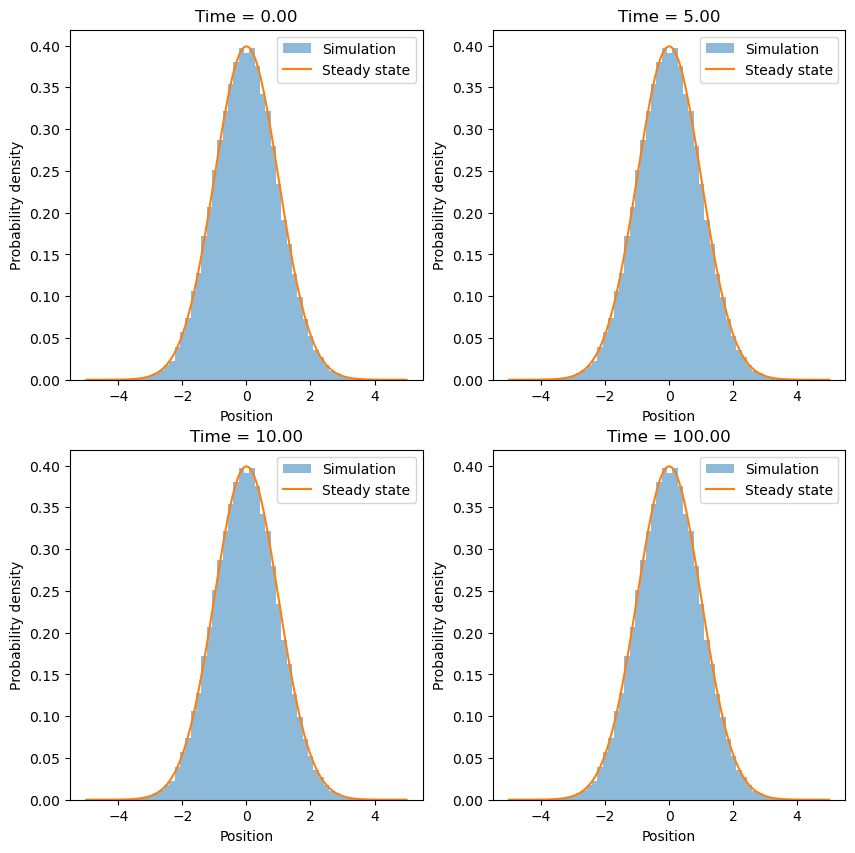 Time = 0.00
0.40
0.35
0.30
0.25
0.20
0.15
0.10
0.05
0.00
Probability density
Simulation
Steady state
−4 −2 0 2 4
Position
Time = 5.00
0.40
0.35
0.30
0.25
0.20
0.15
0.10
0.05
0.00
Probability density
Simulation
Steady state
−4 −2 0 2 4
Position
Time = 10.00
0.40
0.35
0.30
0.25
0.20
0.15
0.10
0.05
0.00
Probability density
Simulation
Steady state
−4 −2 0 2 4
Position
Time = 100.00
0.40
0.35
0.30
0.25
0.20
0.15
0.10
0.05
0.00
Probability density
Simulation
Steady state
−4 −2 0 2 4
Position